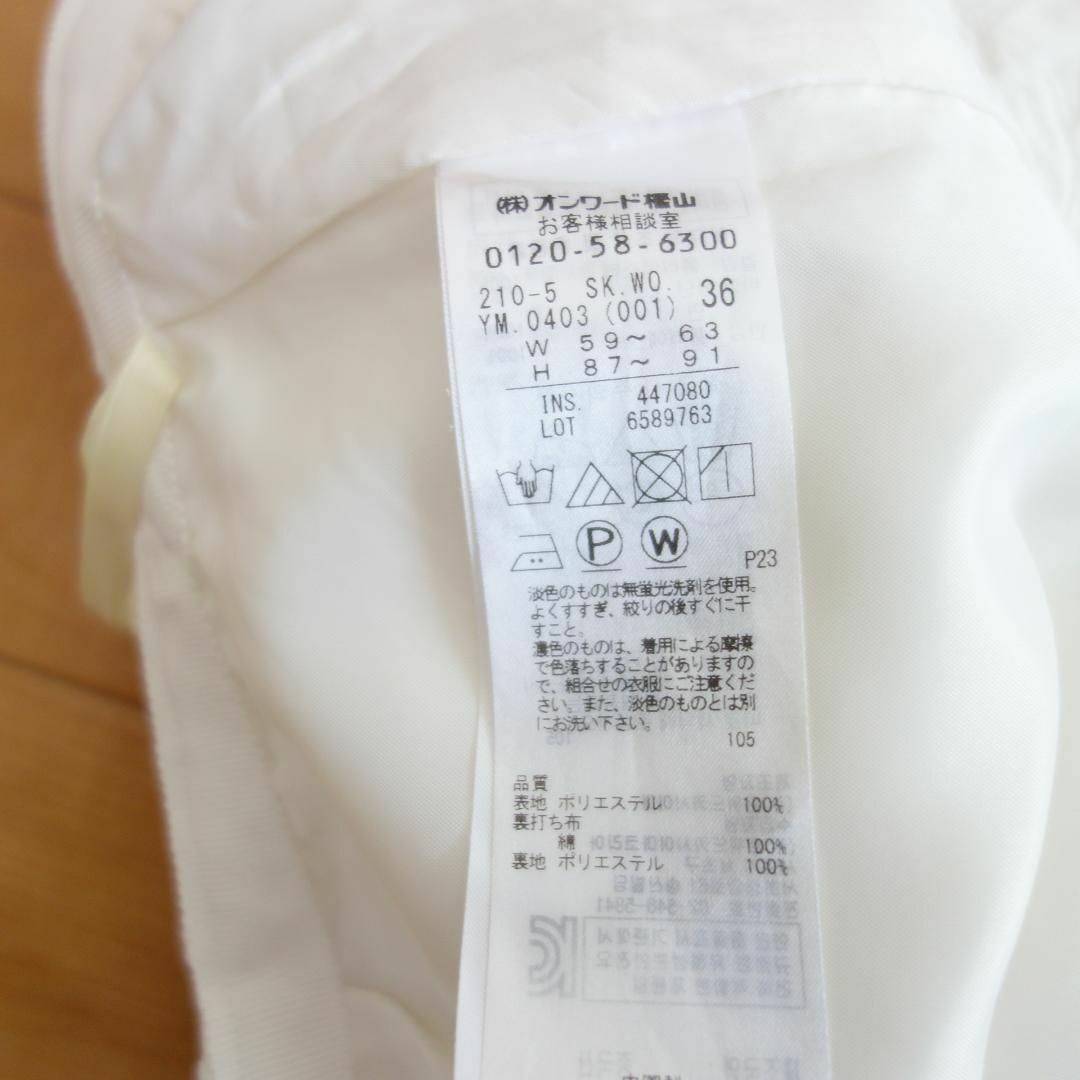 (株)オンワード樫山
お客様相談室
0120-58-6300
210-5 SK.WO. 36
YM.0403 (001)
W 59～ 63
H 87～ 91
INS. 447080
LOT 6589763
P W P23
淡色のものは無蛍光洗剤を使用。
よくすすぎ、絞りの後すぐに干
すこと。
濃色のものは、着用による摩擦
で色落ちすることがありますの
で、組合せの衣服にご注意くだ
さい。また、淡色のものとは別
にお洗い下さい。
105
品質
表地 ポリエステル 100%
裏打ち布
綿 100%
裏地 ポリエステル 100%